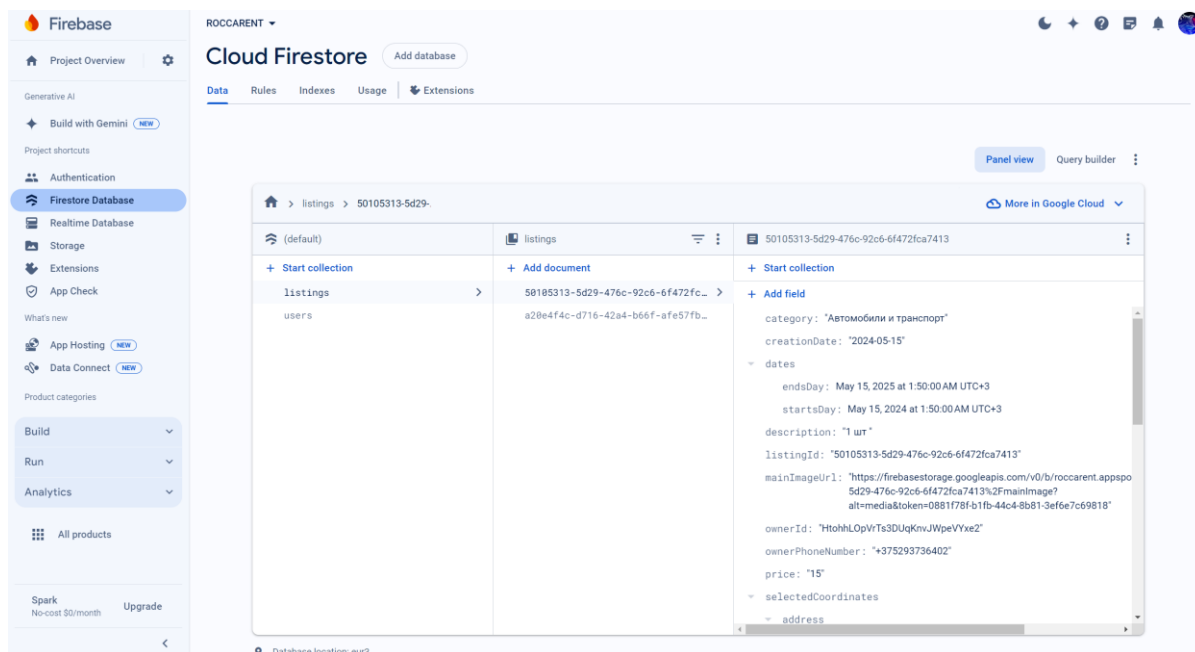 Firebase
ROCCARENT
Project Overview
Generative AI
Build with Gemini NEW
Project shortcuts
Authentication
Firestore Database
Realtime Database
Storage
Extensions
App Check
What's new
App Hosting NEW
Data Connect NEW
Product categories
Build
Run
Analytics
All products
Spark
No-cost $0/month
Upgrade
Cloud Firestore
Add database
Data Rules Indexes Usage Extensions
Panel view Query builder
listings > 50105313-5d29-.
More in Google Cloud
(default)
Start collection
listings
users
listings
Add document
50105313-5d29-476c-92c6-6f472fc…
a20e4f4c-d716-42a4-b66f-afe57fb…
50105313-5d29-476c-92c6-6f472fca7413
Start collection
Add field
category: "Автомобили и транспорт"
creationDate: "2024-05-15"
dates
endsDay: May 15, 2025 at 1:50:00 AM UTC+3
startsDay: May 15, 2024 at 1:50:00 AM UTC+3
description: "1 шт "
listingId: "50105313-5d29-476c-92c6-6f472fca7413"
mainImageUrl: "https://firebasestorage.googleapis.com/v0/b/roccarent.appspo
5d29-476c-92c6-6f472fca7413%2FmainImage?
alt=media&token=0881f78f-b1fb-44c4-8b81-3ef6e7c69818"
ownerId: "HtohhLOpVrTs3DUqKnvJWpeVYxe2"
ownerPhoneNumber: "+375293736402"
price: "15"
selectedCoordinates
address
Database location: eur3